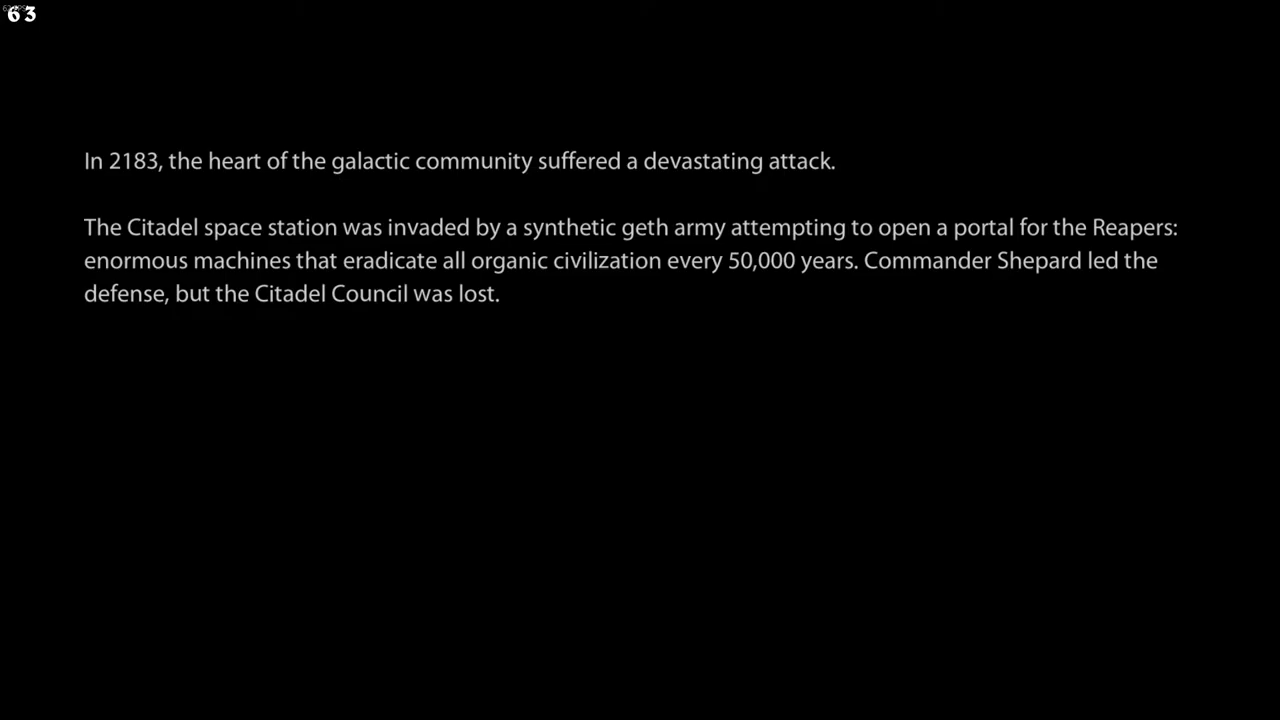 63
In 2183, the heart of the galactic community suffered a devastating attack.
The Citadel space station was invaded by a synthetic geth army attempting to open a portal for the Reapers:
enormous machines that eradicate all organic civilization every 50,000 years. Commander Shepard led the
defense, but the Citadel Council was lost.